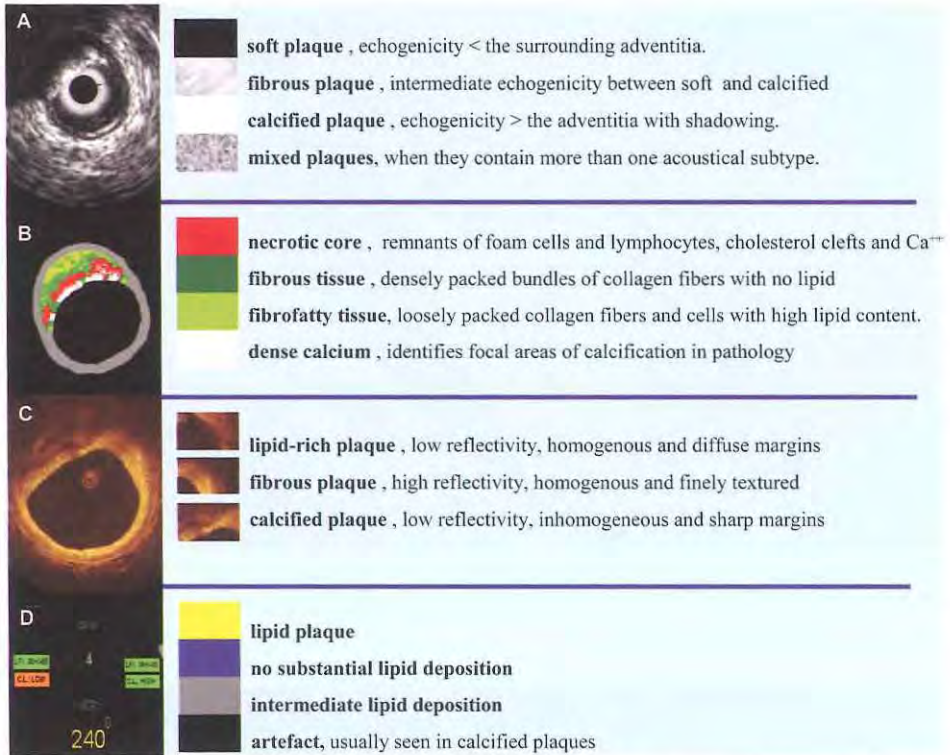 A
soft plaque , echogenicity < the surrounding adventitia.
fibrous plaque , intermediate echogenicity between soft and calcified
calcified plaque , echogenicity > the adventitia with shadowing.
mixed plaques, when they contain more than one acoustical subtype.
B
necrotic core , remnants of foam cells and lymphocytes, cholesterol clefts and Ca⁺⁺
fibrous tissue , densely packed bundles of collagen fibers with no lipid
fibrofatty tissue, loosely packed collagen fibers and cells with high lipid content.
dense calcium , identifies focal areas of calcification in pathology
C
lipid-rich plaque , low reflectivity, homogenous and diffuse margins
fibrous plaque , high reflectivity, homogenous and finely textured
calcified plaque , low reflectivity, inhomogeneous and sharp margins
D
4
240⁰
lipid plaque
no substantial lipid deposition
intermediate lipid deposition
artefact, usually seen in calcified plaques